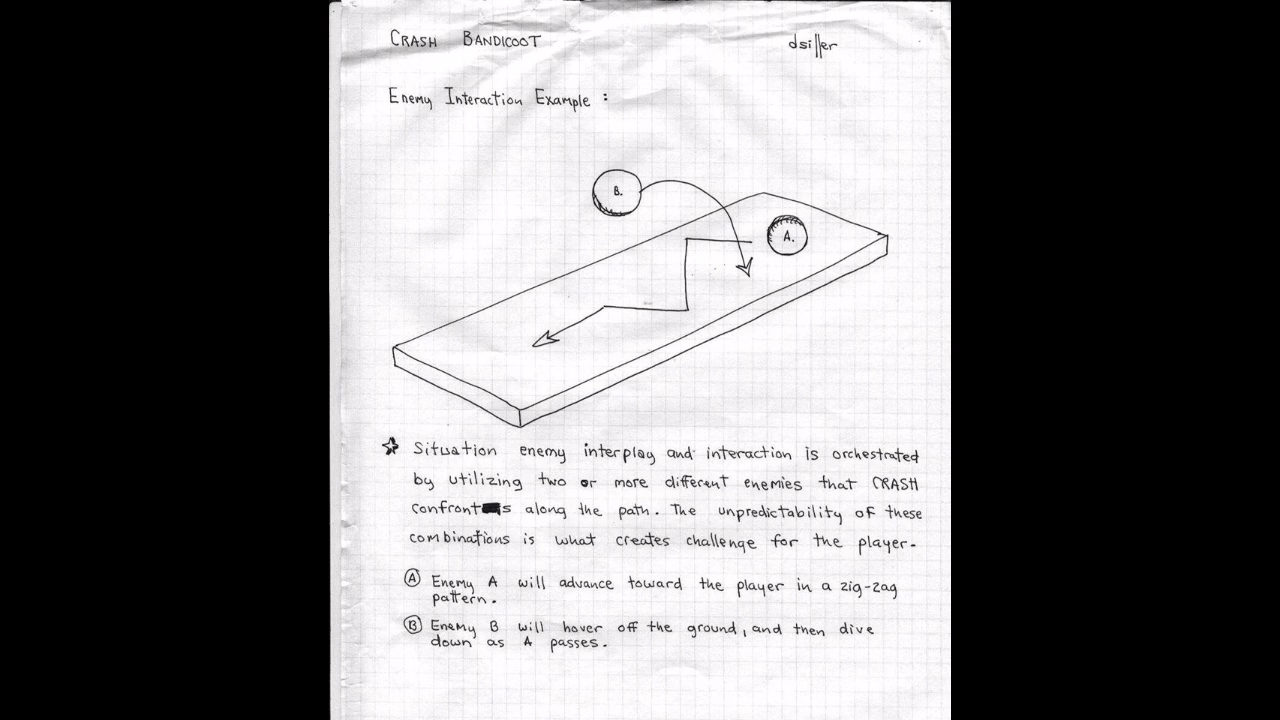 CRASH BANDICOOT
dsiller
Enemy Interaction Example :
B.
A.
☆ Situation enemy interplay and interaction is orchestrated
by utilizing two or more different enemies that CRASH
confronts along the path. The unpredictability of these
combinations is what creates challenge for the player.
Ⓐ Enemy A will advance toward the player in a zig-zag
pattern.
Ⓑ Enemy B will hover off the ground, and then dive
down as A passes.